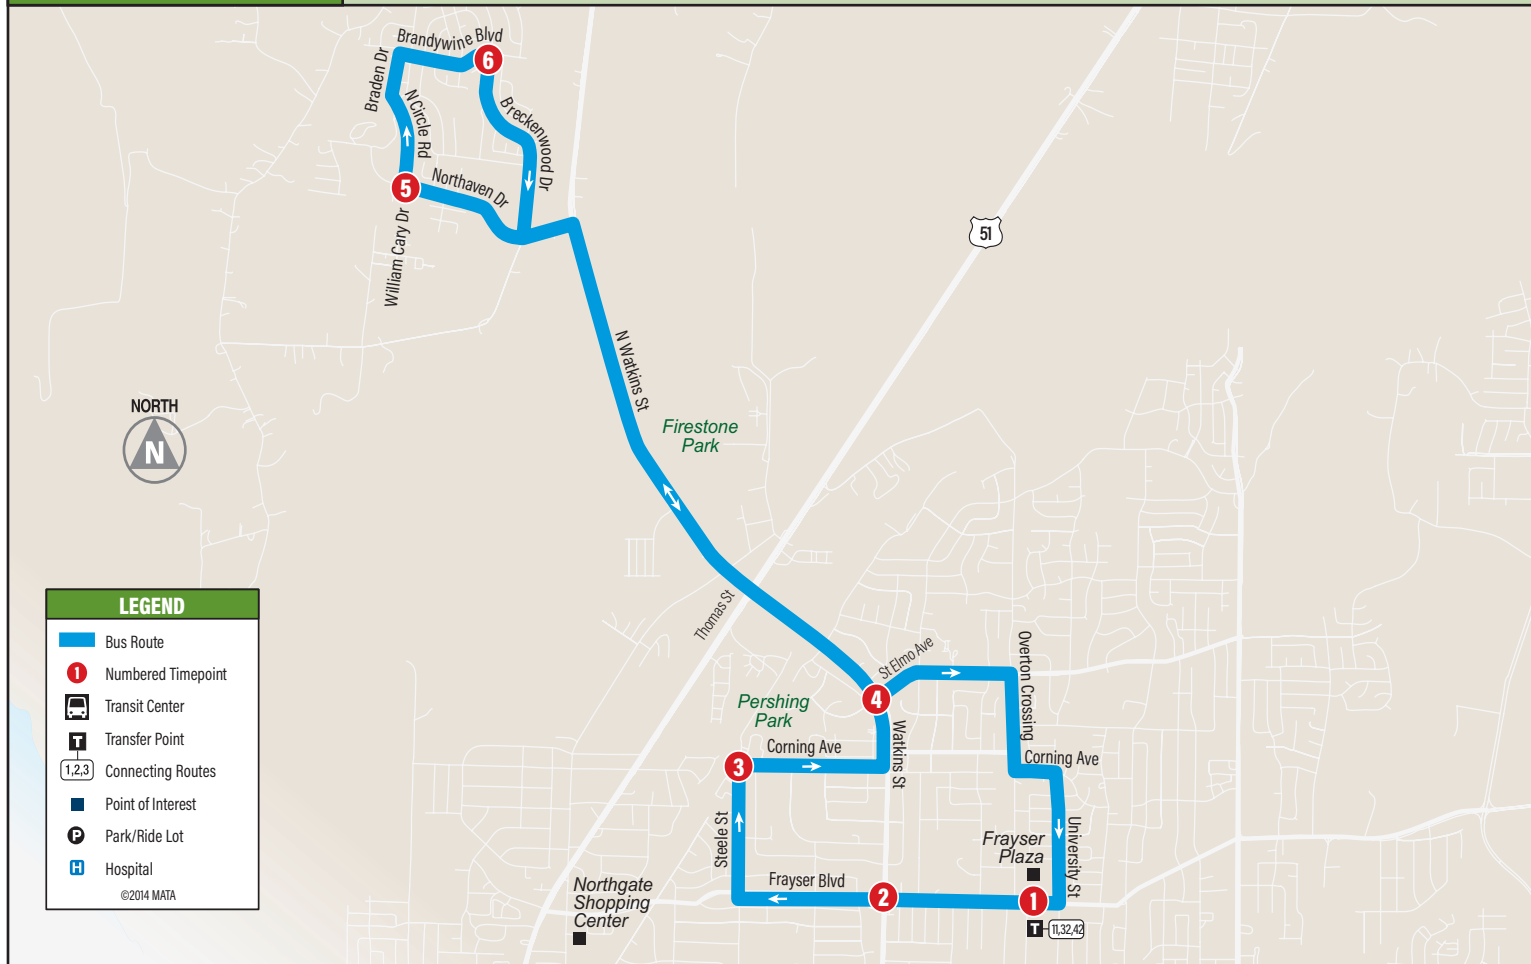 Brandywine Blvd
6
Braden Dr
N Circle Rd
Breckenwood Dr
5
Northaven Dr
William Cary Dr
51
N Watkins St
NORTH
N
Firestone
Park
Thomas St
St Elmo Ave
Overton Crossing
4
Pershing
Park
Watkins St
Corning Ave
3
Corning Ave
Steele St
University St
Frayser
Plaza
Frayser Blvd
2
1
T
11,32,42
Northgate
Shopping
Center
LEGEND
Bus Route
1 Numbered Timepoint
Transit Center
T Transfer Point
1,2,3 Connecting Routes
Point of Interest
P Park/Ride Lot
H Hospital
©2014 MATA